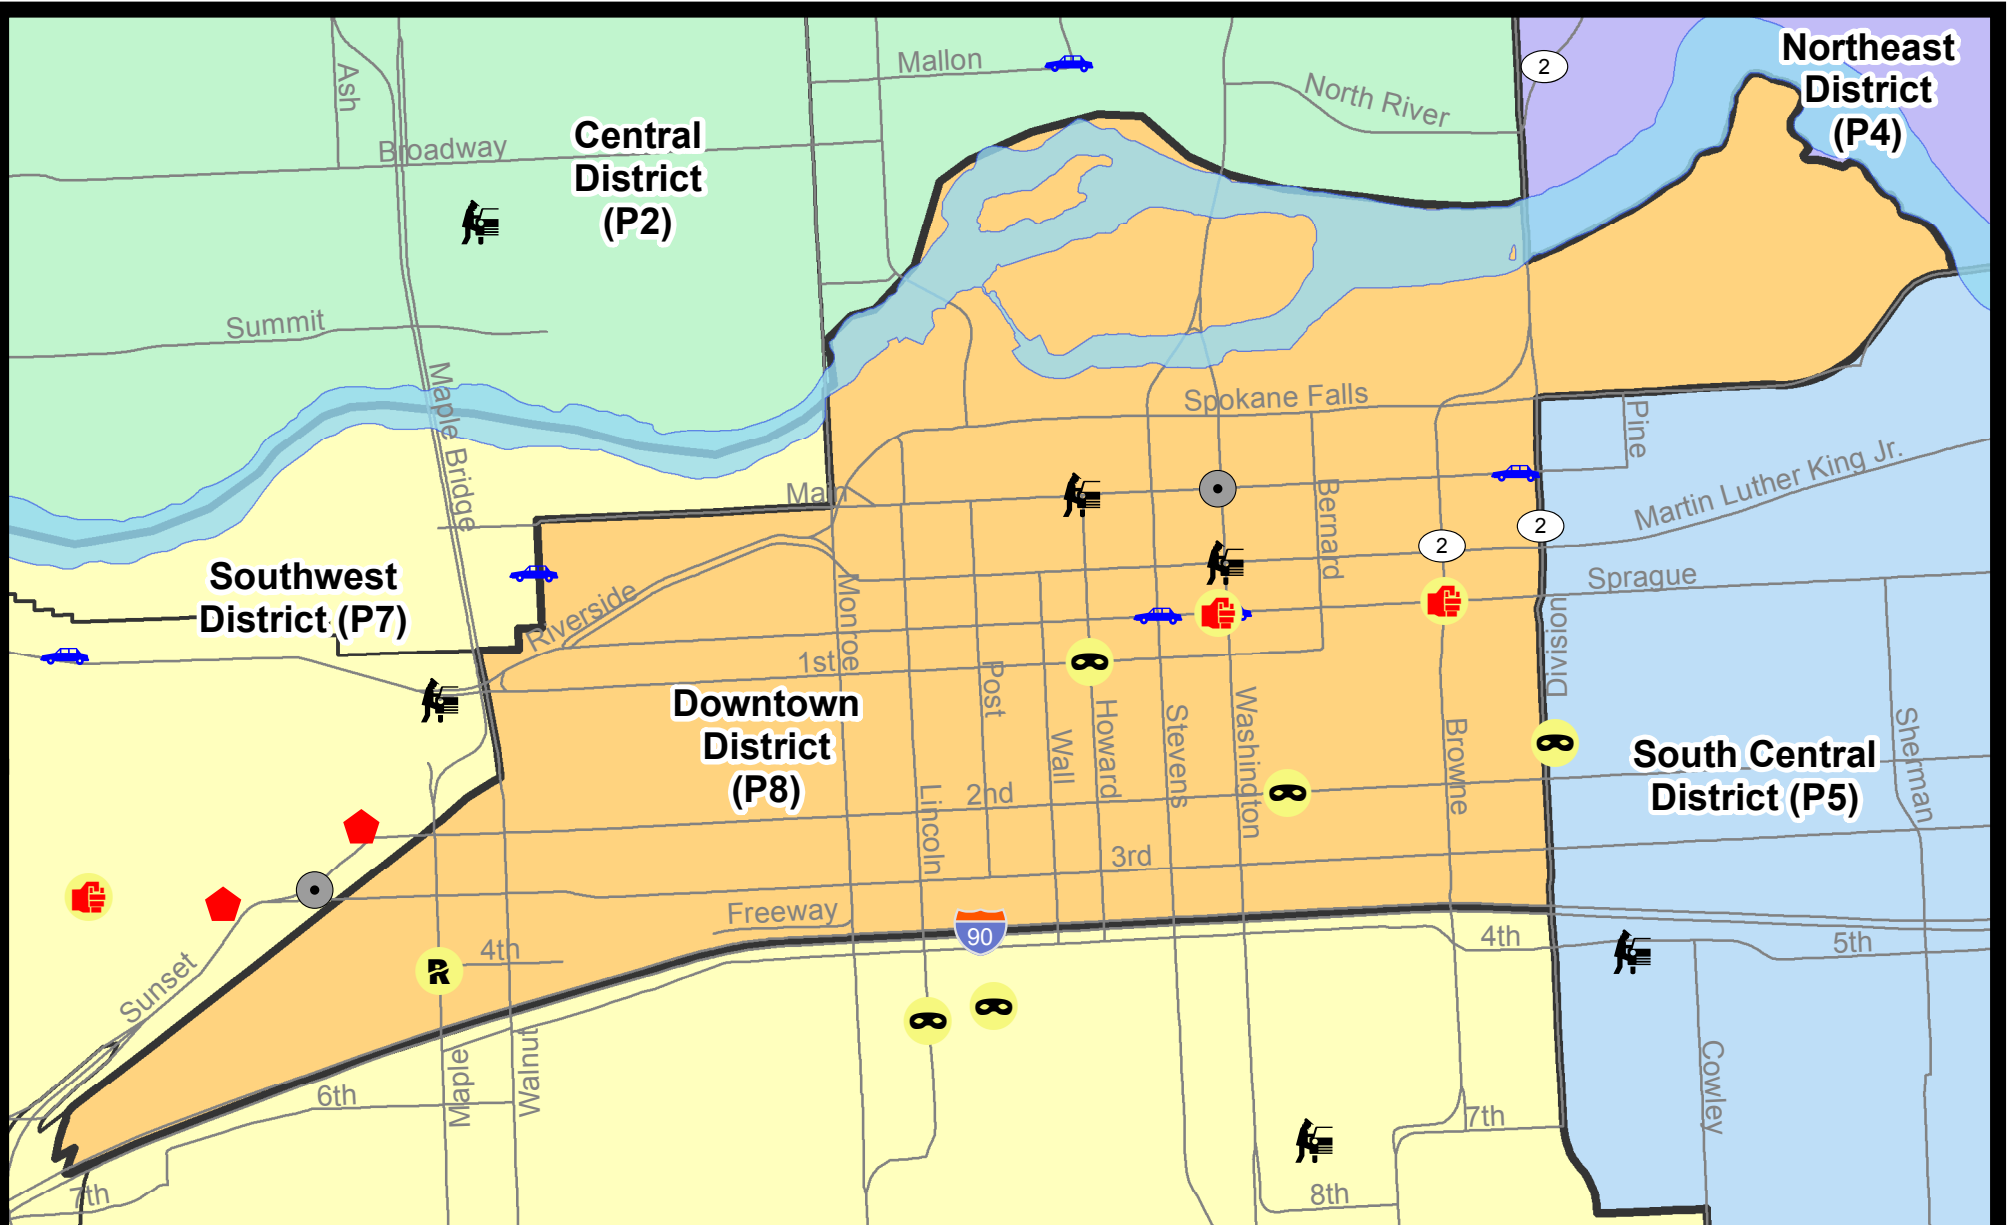 Northeast
District
(P4)
2
Mallon
Ash
North River
Central
District
(P2)
Broadway
Summit
Maple Bridge
Spokane Falls
Pine
Martin Luther King Jr.
Main
Bernard
2
2
Southwest
District (P7)
Riverside
Monroe
Sprague
Division
1st
Post
Downtown
District
(P8)
Wall
Howard
Stevens
Washington
Browne
Sherman
South Central
District (P5)
2nd
Lincoln
3rd
Freeway
90
4th
5th
R
4th
Sunset
Maple
Walnut
6th
Cowley
7th
7th
8th